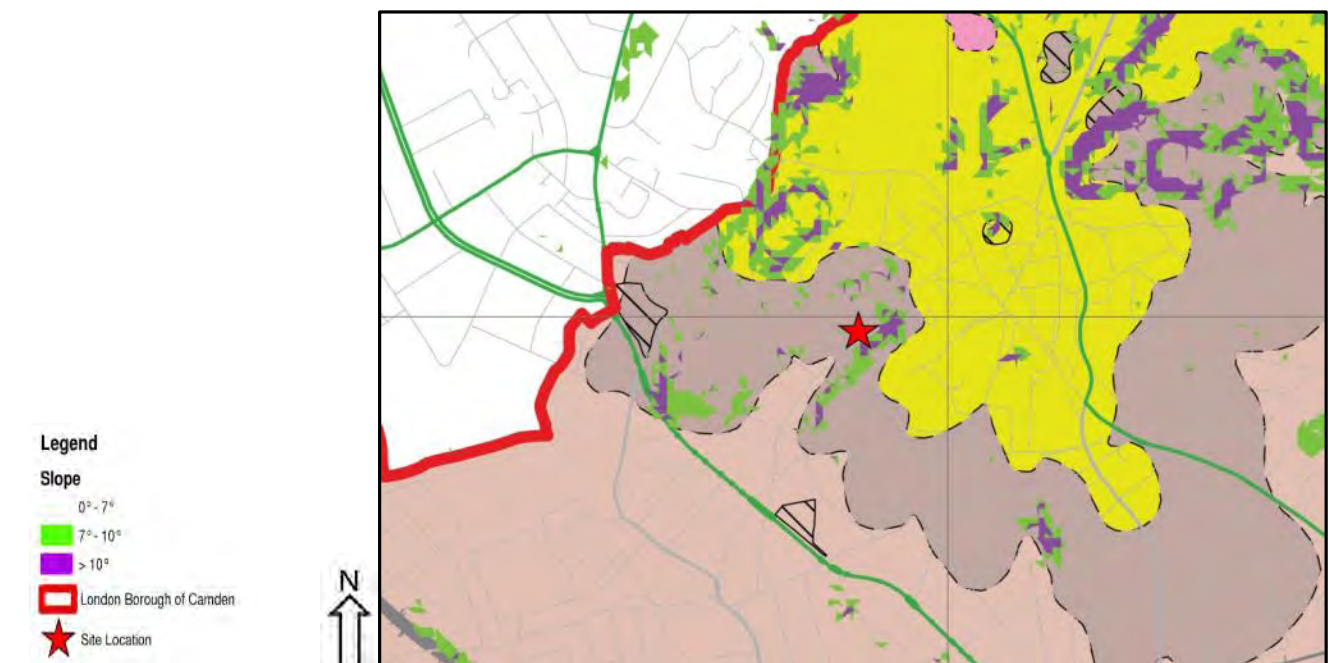 Legend
Slope
0° - 7°
7° - 10°
> 10°
London Borough of Camden
Site Location
N